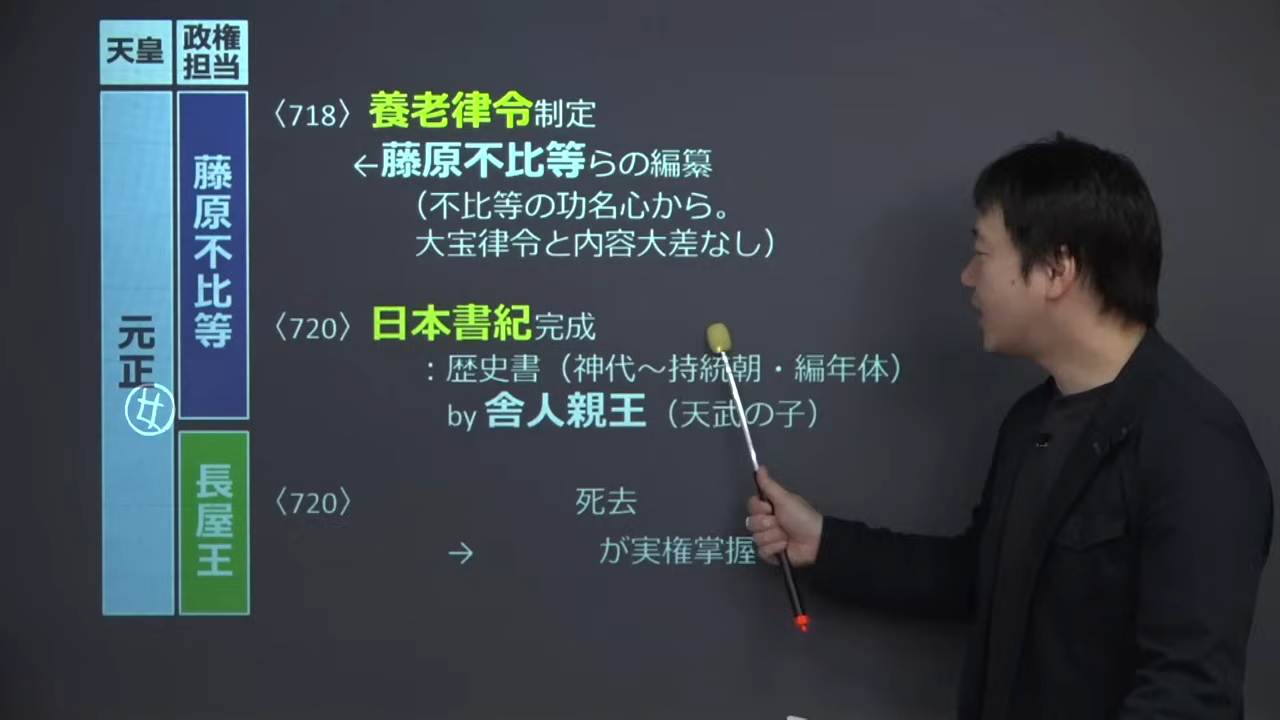 天皇
政権
担当
元正
女
藤原不比等
長屋王
〈718〉養老律令制定
←藤原不比等らの編纂
（不比等の功名心から。
大宝律令と内容大差なし）
〈720〉日本書紀完成
：歴史書（神代～持統朝・編年体）
by 舎人親王（天武の子）
〈720〉 死去
→ が実権掌握